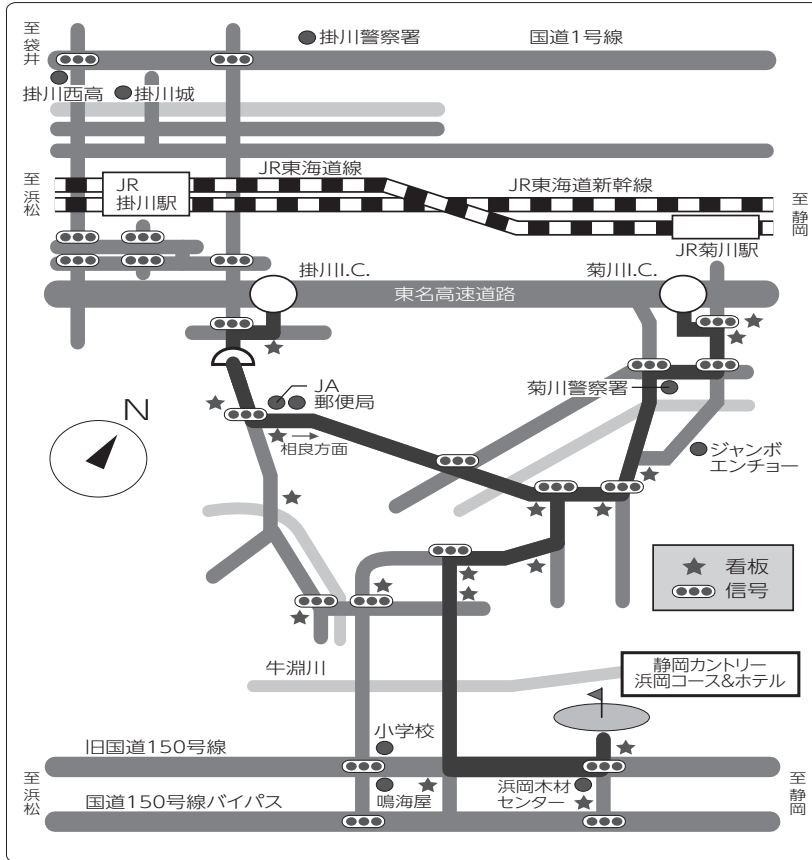 至袋井
掛川警察署
国道1号線
掛川西高
掛川城
至浜松
JR
掛川駅
JR東海道線
JR東海道新幹線
至静岡
JR菊川駅
掛川I.C.
菊川I.C.
東名高速道路
N
JA
郵便局
相良方面
菊川警察署
ジャンボ
エンチョー
看板
信号
牛淵川
静岡カントリー
浜岡コース&ホテル
小学校
旧国道150号線
至浜松
鳴海屋
浜岡木材
センター
至静岡
国道150号線バイパス